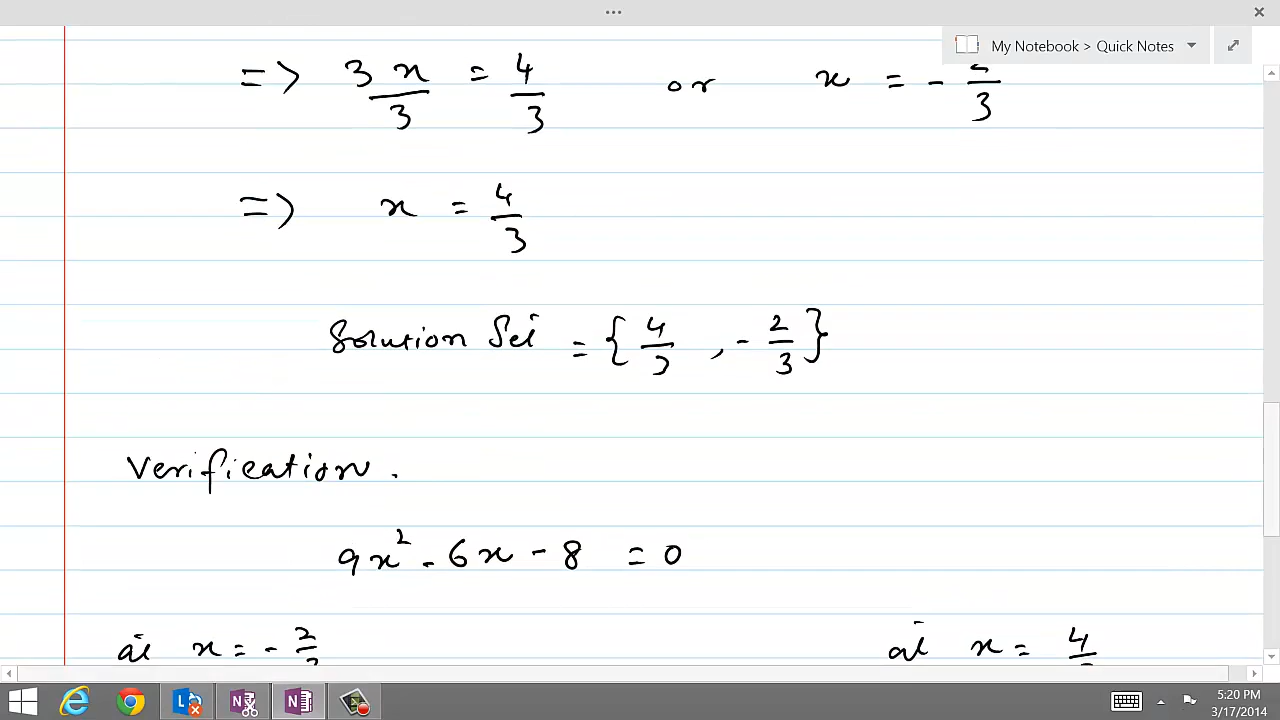 ...
My Notebook > Quick Notes
=> 3x/3 = 4/3 or x = -2/3
=> x = 4/3
Solution Set = {4/3, -2/3}
Verification.
9x² - 6x - 8 = 0
at x = -2/3 at x = 4/
5:20 PM
3/17/2014